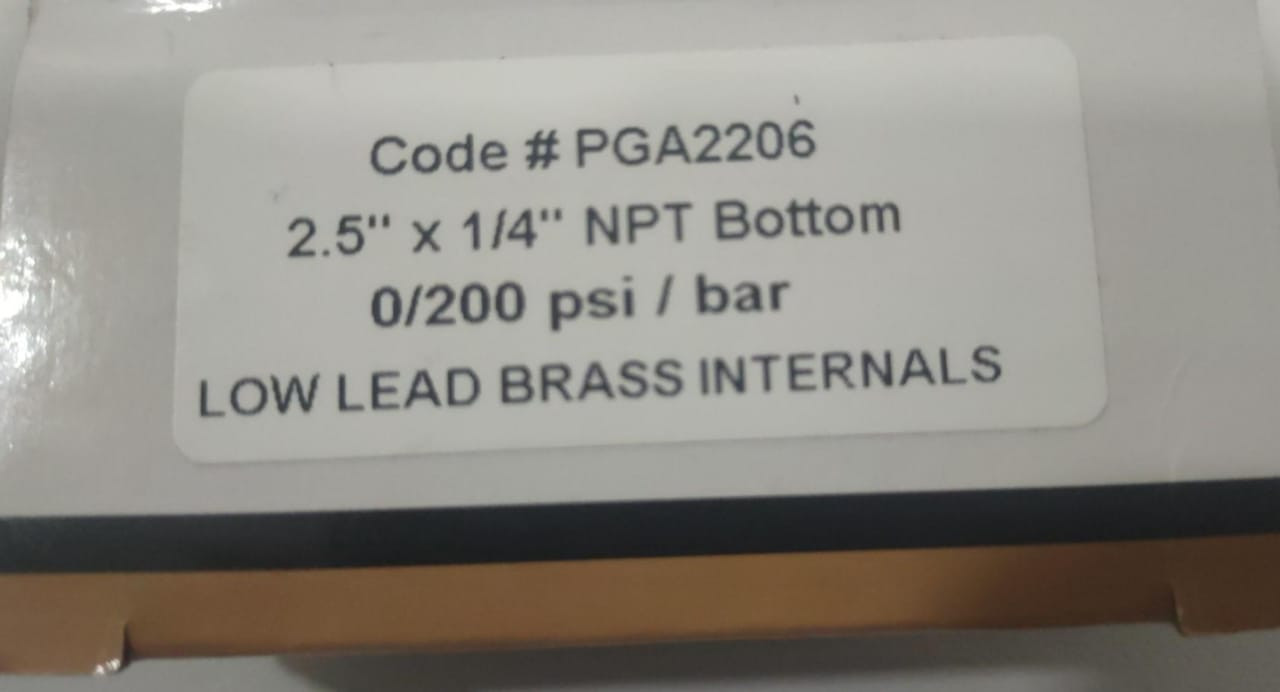 Code # PGA2206
2.5" x 1/4" NPT Bottom
0/200 psi / bar
LOW LEAD BRASS INTERNALS